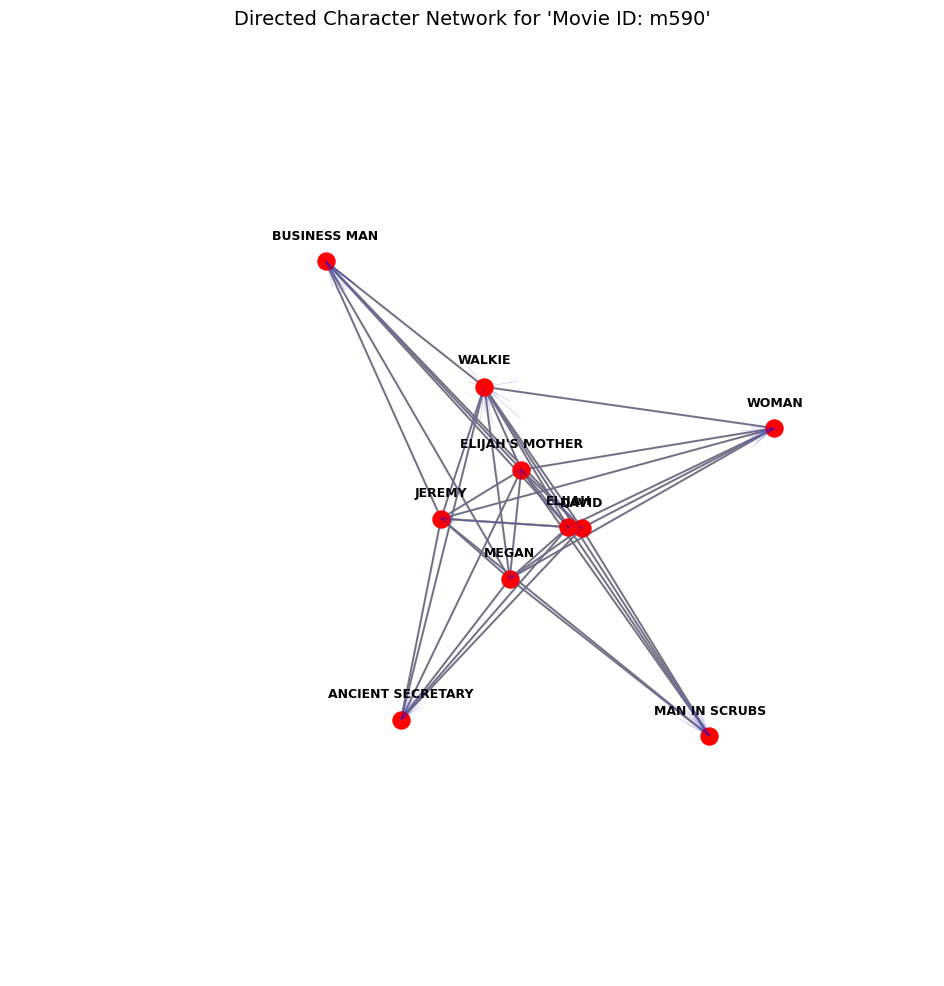 Directed Character Network for 'Movie ID: m590'
BUSINESS MAN
WALKIE
WOMAN
ELIJAH'S MOTHER
JEREMY
ELIJAH
DAVID
MEGAN
ANCIENT SECRETARY
MAN IN SCRUBS